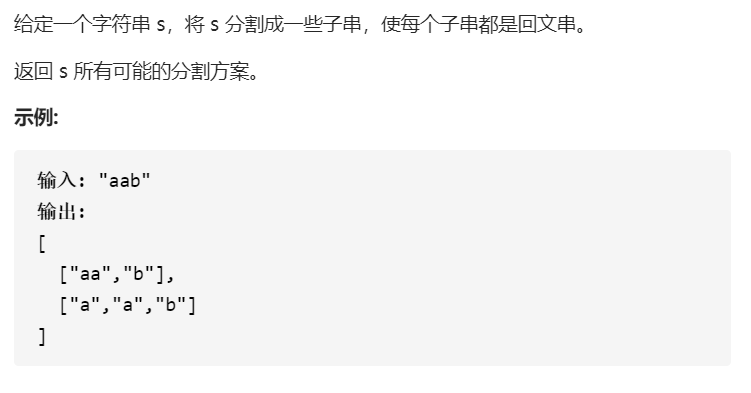 给定一个字符串 s，将 s 分割成一些子串，使每个子串都是回文串。
返回 s 所有可能的分割方案。
示例:
输入: "aab"
输出:
[
  ["aa","b"],
  ["a","a","b"]
]